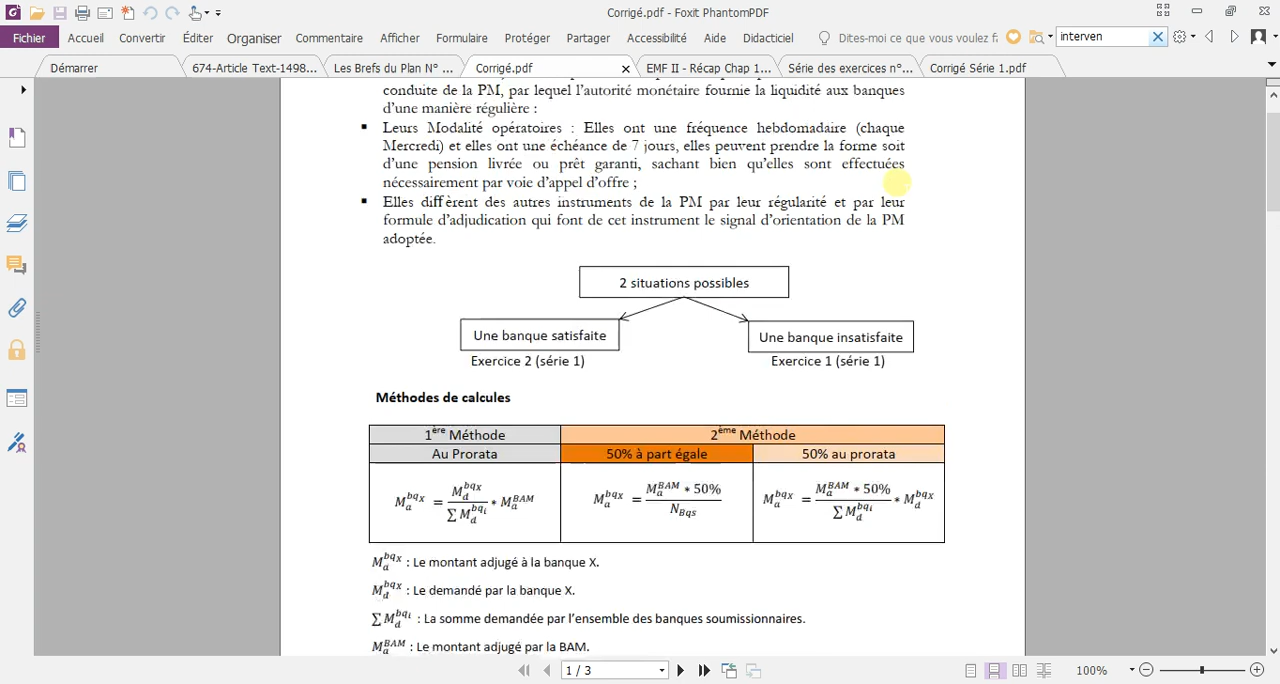 Corrigé.pdf - Foxit PhantomPDF
Fichier Accueil Convertir Éditer Organiser Commentaire Afficher Formulaire Protéger Partager Accessibilité Aide Didacticiel Dites-moi ce que vous voulez f interven
Démarrer 674-Article Text-1498... Les Brefs du Plan N° ... Corrigé.pdf EMF II - Récap Chap 1... Série des exercices n°... Corrigé Série 1.pdf
conduite de la PM, par lequel l'autorité monétaire fournie la liquidité aux banques
d'une manière régulière :
▪ Leurs Modalité opératoires : Elles ont une fréquence hebdomadaire (chaque
Mercredi) et elles ont une échéance de 7 jours, elles peuvent prendre la forme soit
d'une pension livrée ou prêt garanti, sachant bien qu'elles sont effectuées
nécessairement par voie d'appel d'offre ;
▪ Elles diffèrent des autres instruments de la PM par leur régularité et par leur
formule d'adjudication qui font de cet instrument le signal d'orientation de la PM
adoptée.
2 situations possibles
Une banque satisfaite Une banque insatisfaite
Exercice 2 (série 1) Exercice 1 (série 1)
Méthodes de calcules
1ère Méthode 2ème Méthode
Au Prorata 50% à part égale 50% au prorata
M_a^{bqx} = M_d^{bqx} / ∑ M_d^{bqi} * M_a^{BAM} M_a^{bqx} = M_a^{BAM} * 50% / N_{Bqs} M_a^{bqx} = M_a^{BAM} * 50% / ∑ M_d^{bqi} * M_d^{bqx}
M_a^{bqx} : Le montant adjugé à la banque X.
M_d^{bqx} : Le demandé par la banque X.
∑ M_d^{bqi} : La somme demandée par l'ensemble des banques soumissionnaires.
M_a^{BAM} : Le montant adjugé par la BAM.
1 / 3 100%